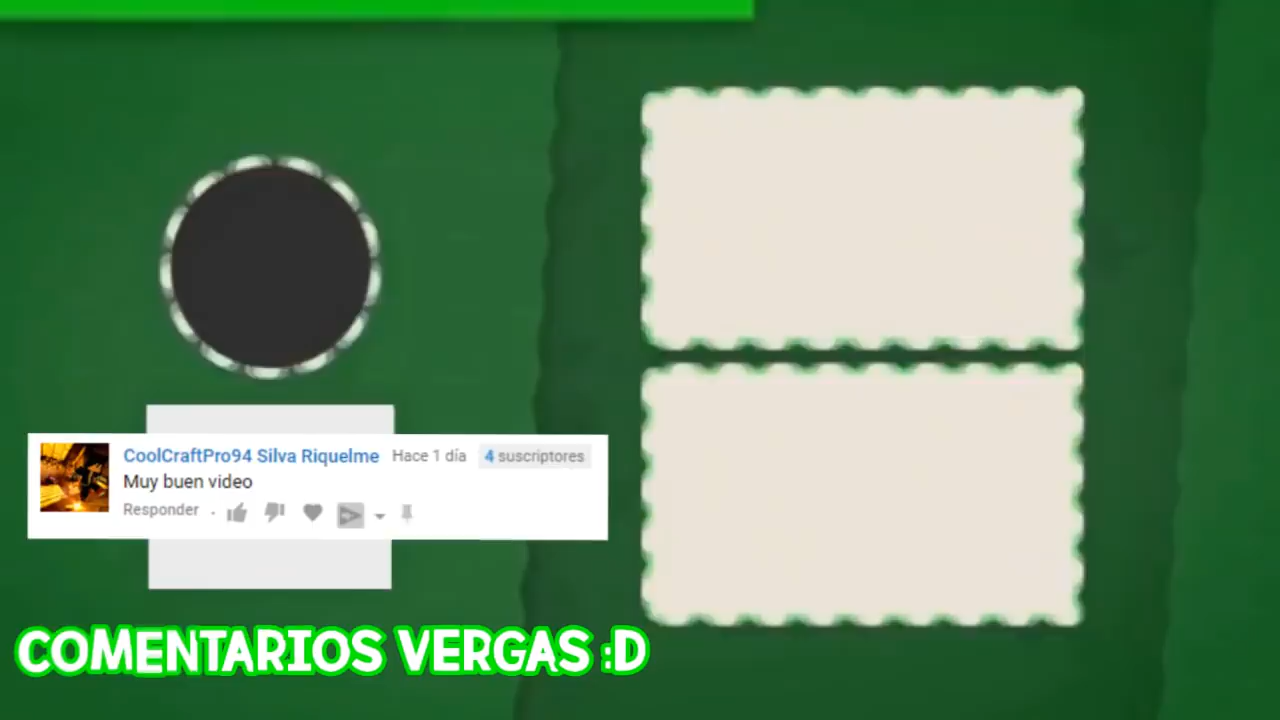 CoolCraftPro94 Silva Riquelme Hace 1 día 4 suscriptores
Muy buen video
Responder
COMENTARIOS VERGAS :D